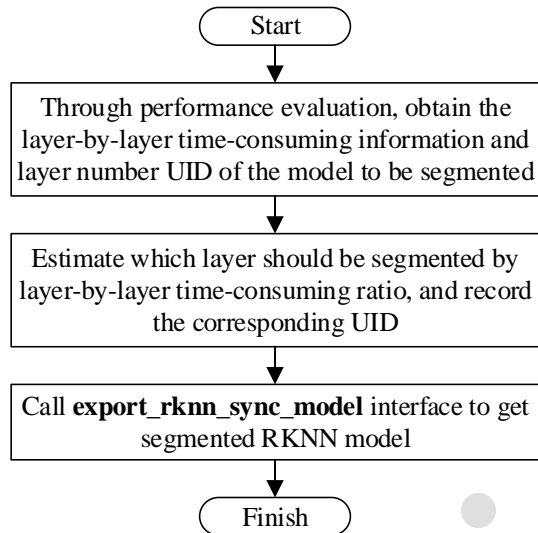 Start
Through performance evaluation, obtain the
layer-by-layer time-consuming information and
layer number UID of the model to be segmented
Estimate which layer should be segmented by
layer-by-layer time-consuming ratio, and record
the corresponding UID
Call export_rknn_sync_model interface to get
segmented RKNN model
Finish